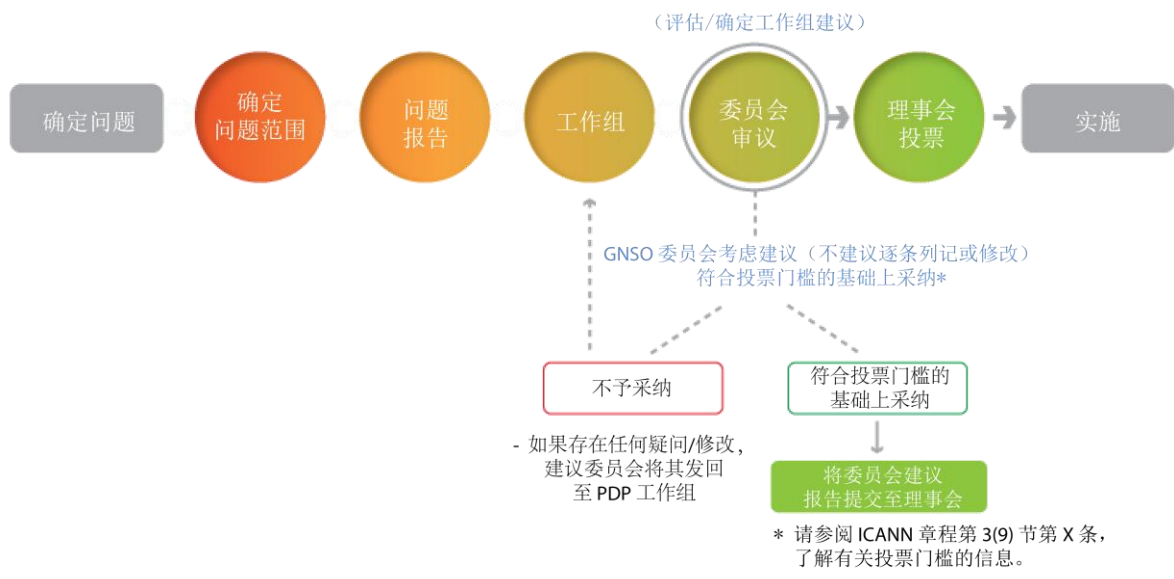 （评估/确定工作组建议）
确定问题
确定
问题范围
问题
报告
工作组
委员会
审议
理事会
投票
实施
GNSO 委员会考虑建议（不建议逐条列记或修改）
符合投票门槛的基础上采纳*
不予采纳
符合投票门槛的
基础上采纳
- 如果存在任何疑问/修改，
建议委员会将其发回
至 PDP 工作组
将委员会建议
报告提交至理事会
* 请参阅 ICANN 章程第 3(9) 节第 X 条，
了解有关投票门槛的信息。